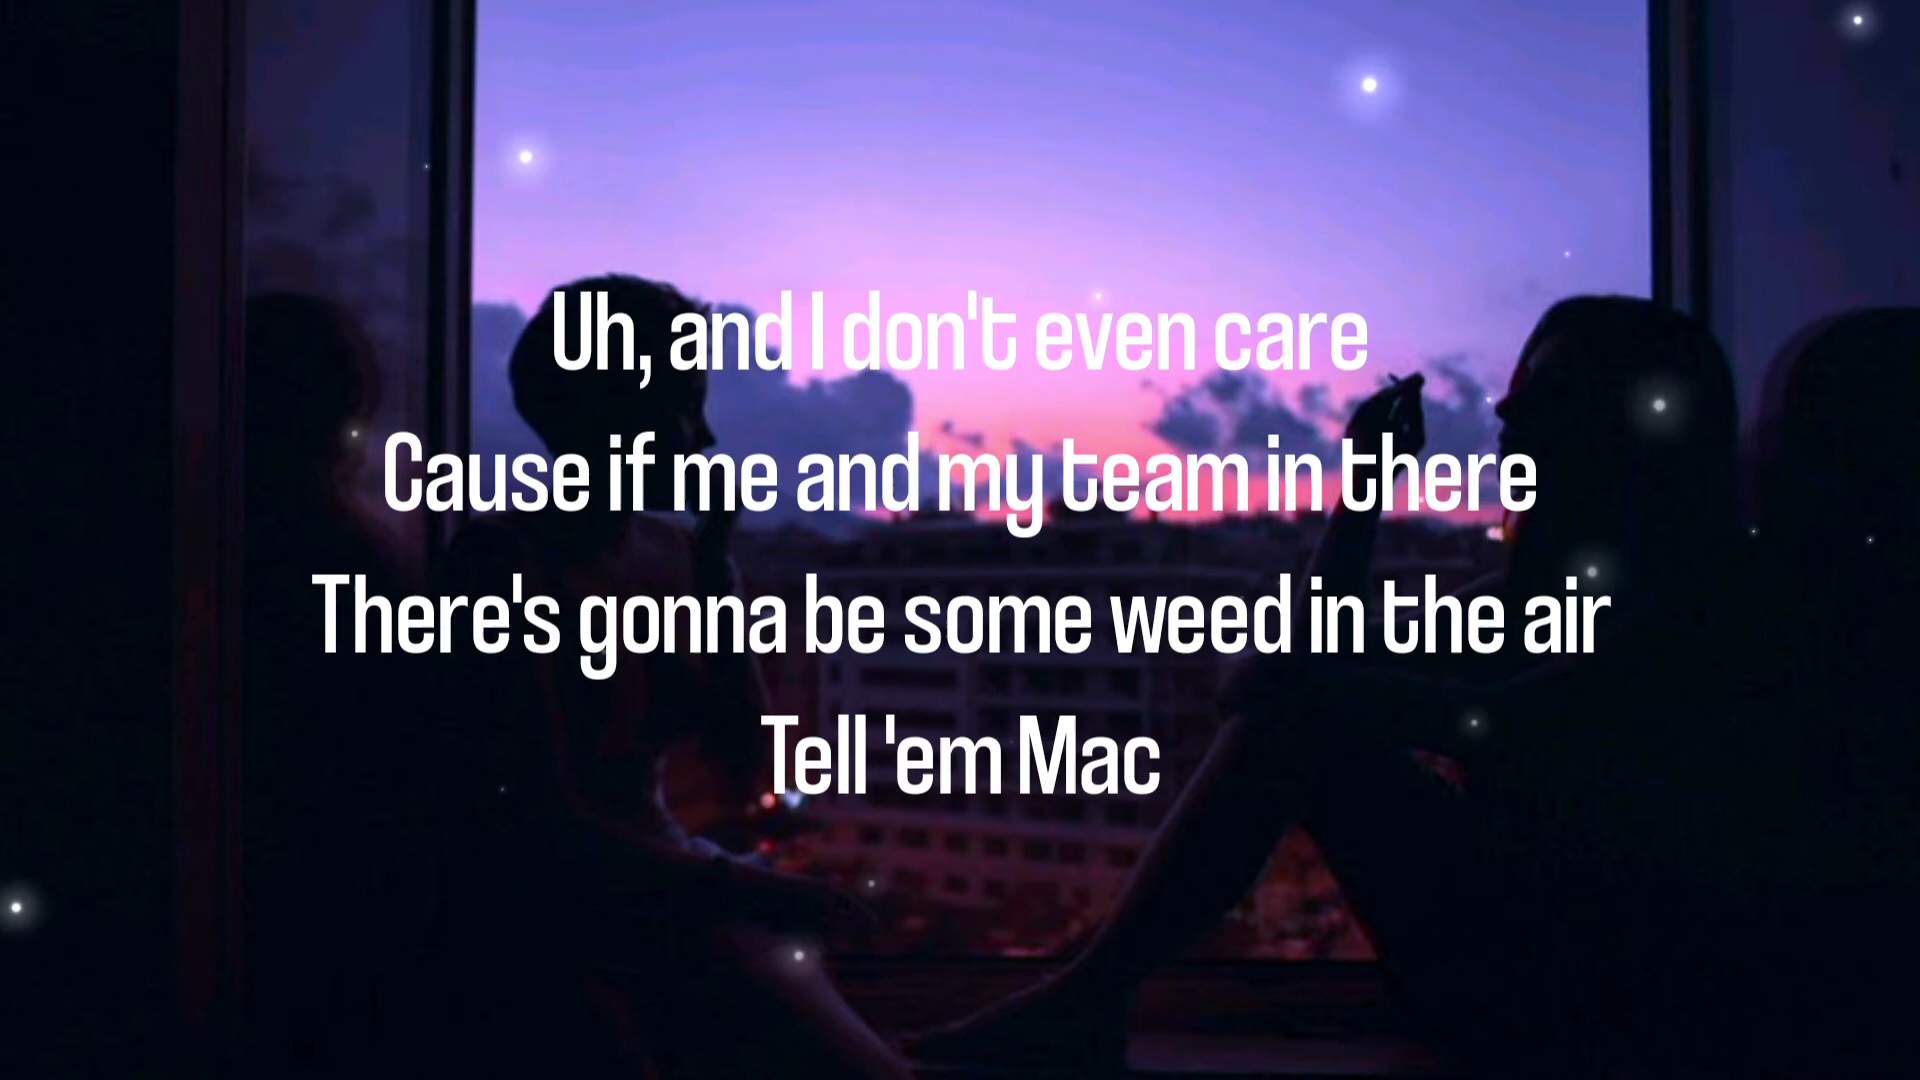 Uh, and I don't even care
Cause if me and my team in there
There's gonna be some weed in the air
Tell 'em Mac